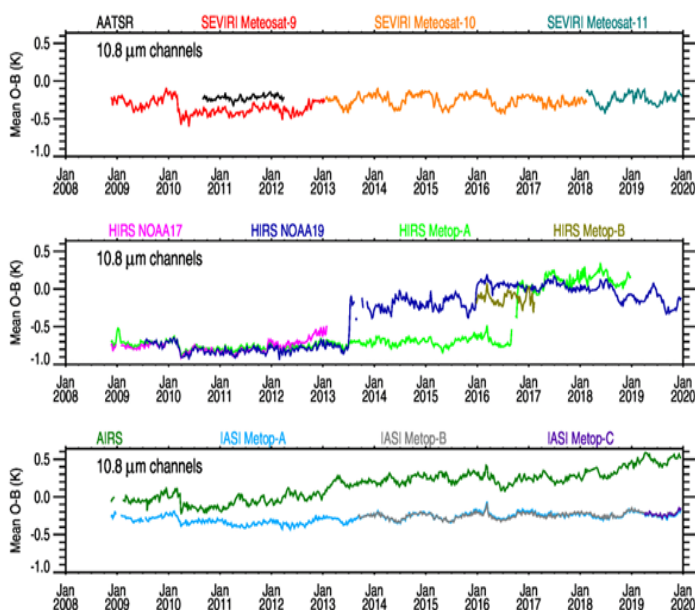 AATSR SEVIRI Meteosat-9 SEVIRI Meteosat-10 SEVIRI Meteosat-11
10.8 µm channels
Mean O-B (K)
0.5
0.0
-0.5
-1.0
Jan Jan Jan Jan Jan Jan Jan Jan Jan Jan Jan Jan Jan
2008 2009 2010 2011 2012 2013 2014 2015 2016 2017 2018 2019 2020
HIRS NOAA17 HIRS NOAA19 HIRS Metop-A HIRS Metop-B
10.8 µm channels
Mean O-B (K)
0.5
0.0
-0.5
-1.0
Jan Jan Jan Jan Jan Jan Jan Jan Jan Jan Jan Jan Jan
2008 2009 2010 2011 2012 2013 2014 2015 2016 2017 2018 2019 2020
AIRS IASI Metop-A IASI Metop-B IASI Metop-C
10.8 µm channels
Mean O-B (K)
0.5
0.0
-0.5
-1.0
Jan Jan Jan Jan Jan Jan Jan Jan Jan Jan Jan Jan Jan
2008 2009 2010 2011 2012 2013 2014 2015 2016 2017 2018 2019 2020